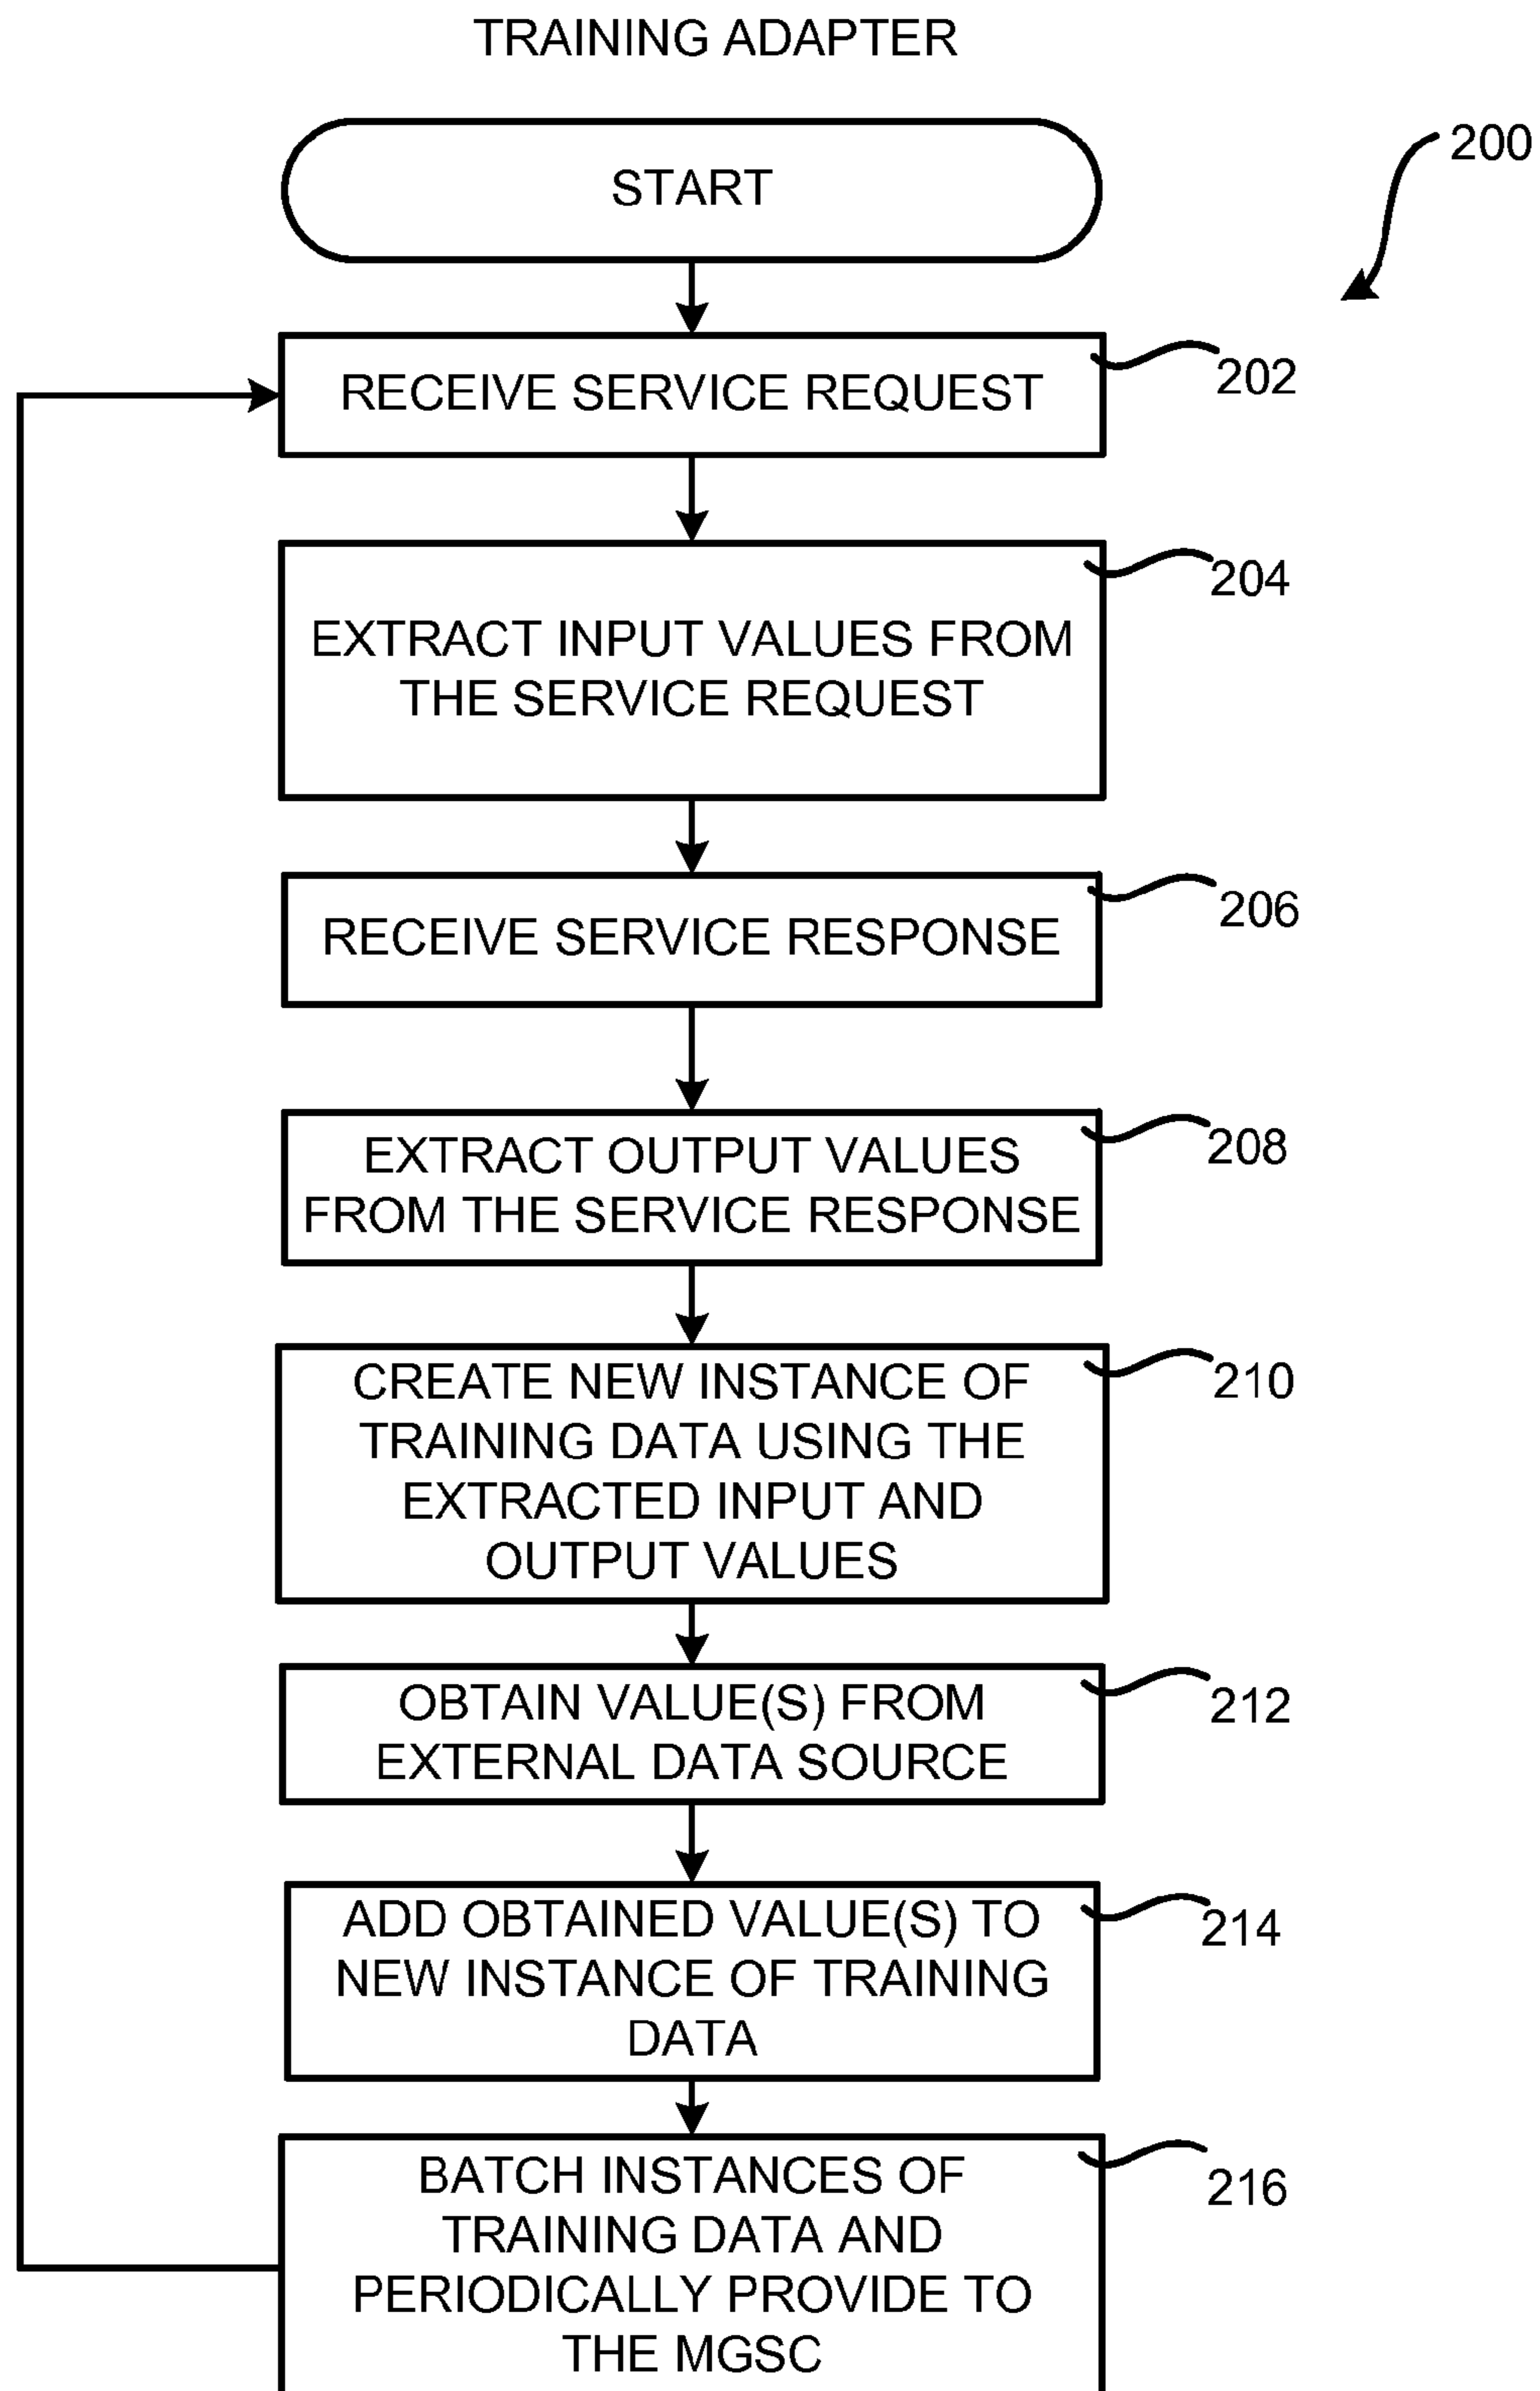 TRAINING ADAPTER
START
200
RECEIVE SERVICE REQUEST
202
204
EXTRACT INPUT VALUES FROM
THE SERVICE REQUEST
206
RECEIVE SERVICE RESPONSE
208
EXTRACT OUTPUT VALUES
FROM THE SERVICE RESPONSE
210
CREATE NEW INSTANCE OF
TRAINING DATA USING THE
EXTRACTED INPUT AND
OUTPUT VALUES
212
OBTAIN VALUE(S) FROM
EXTERNAL DATA SOURCE
214
ADD OBTAINED VALUE(S) TO
NEW INSTANCE OF TRAINING
DATA
216
BATCH INSTANCES OF
TRAINING DATA AND
PERIODICALLY PROVIDE TO
THE MGSC